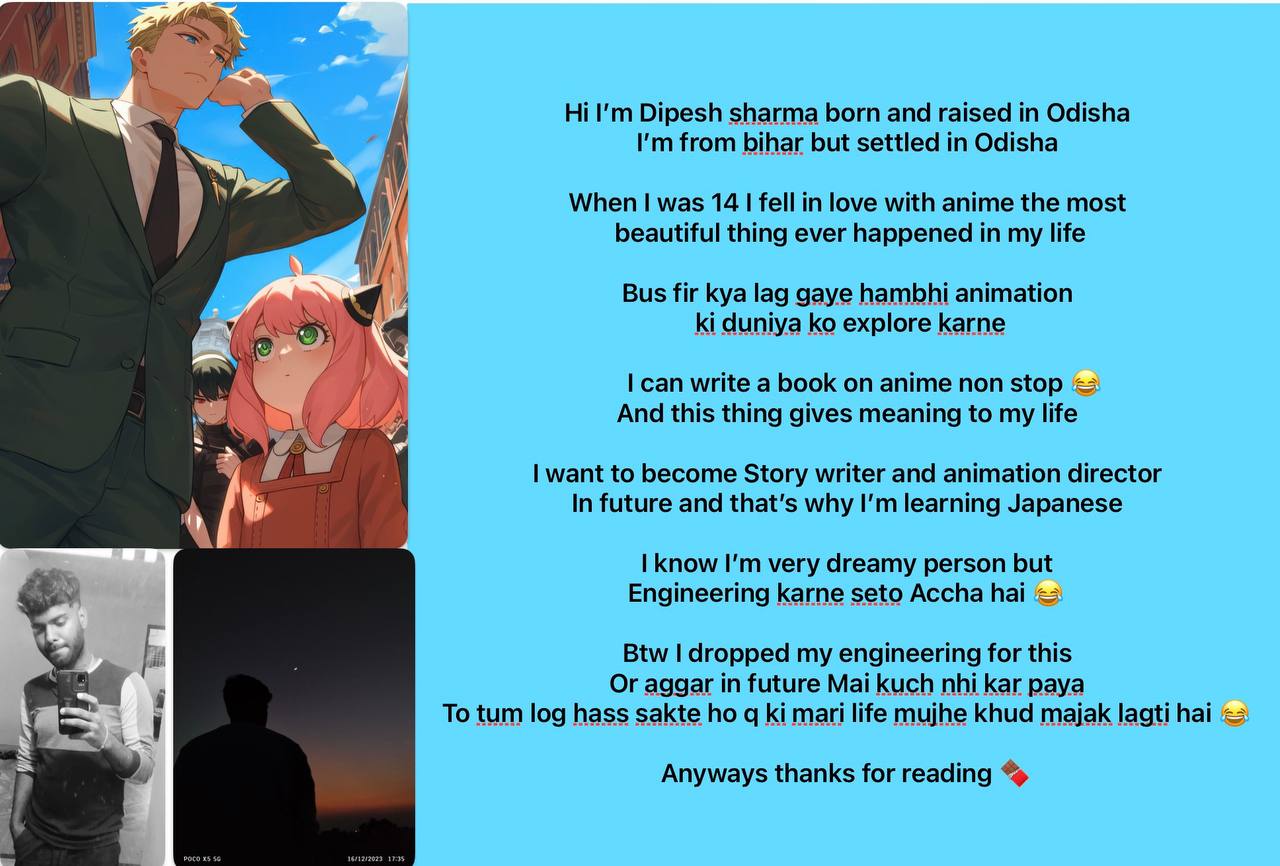 Hi I’m Dipesh sharma born and raised in Odisha
I’m from bihar but settled in Odisha
When I was 14 I fell in love with anime the most
beautiful thing ever happened in my life
Bus fir kya lag gaye hambhi animation
ki duniya ko explore karne
I can write a book on anime non stop 😂
And this thing gives meaning to my life
I want to become Story writer and animation director
In future and that’s why I’m learning Japanese
I know I’m very dreamy person but
Engineering karne seto Accha hai 😂
Btw I dropped my engineering for this
Or aggar in future Mai kuch nhi kar paya
To tum log hass sakte ho q ki mari life mujhe khud majak lagti hai 😂
Anyways thanks for reading 🍫
POCO X5 5G
16/12/2023 17:35